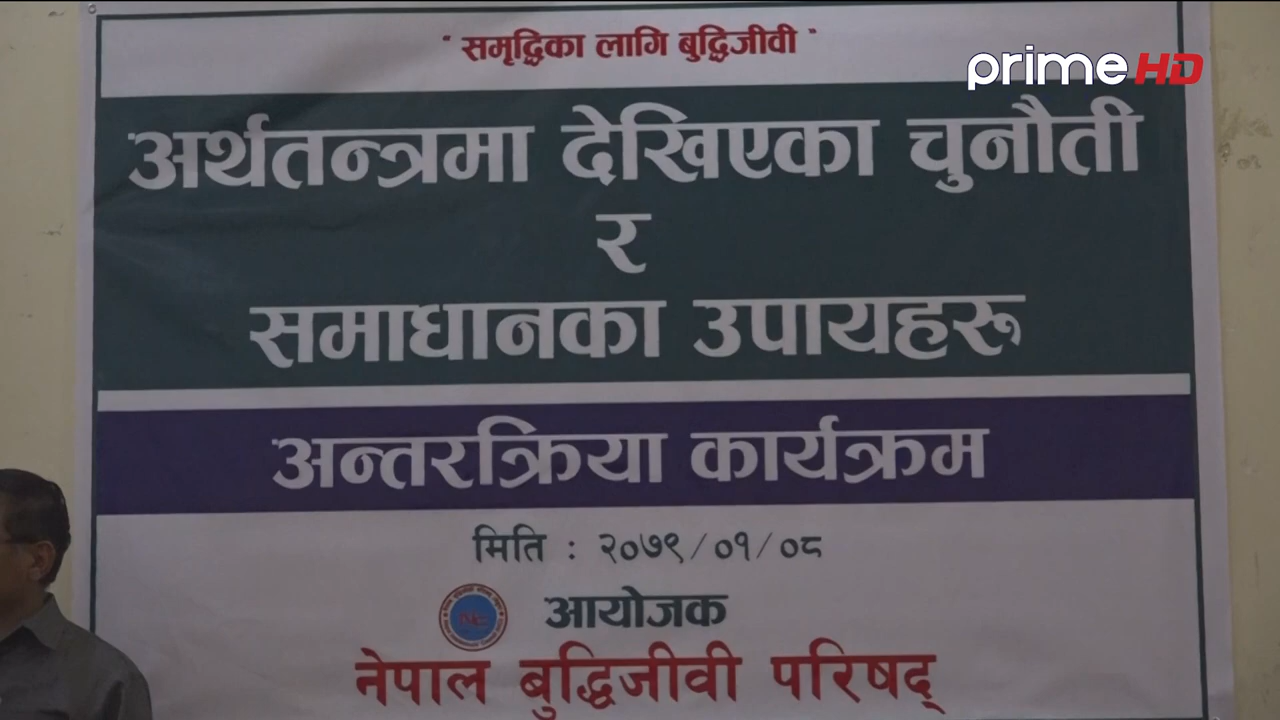 " समृद्धिका लागि बुद्धिजीवी "
prime HD
अर्थतन्त्रमा देखिएका चुनौती
र
समाधानका उपायहरू
अन्तरक्रिया कार्यक्रम
मिति : २०७९/०१/०८
आयोजक
नेपाल बुद्धिजीवी परिषद्